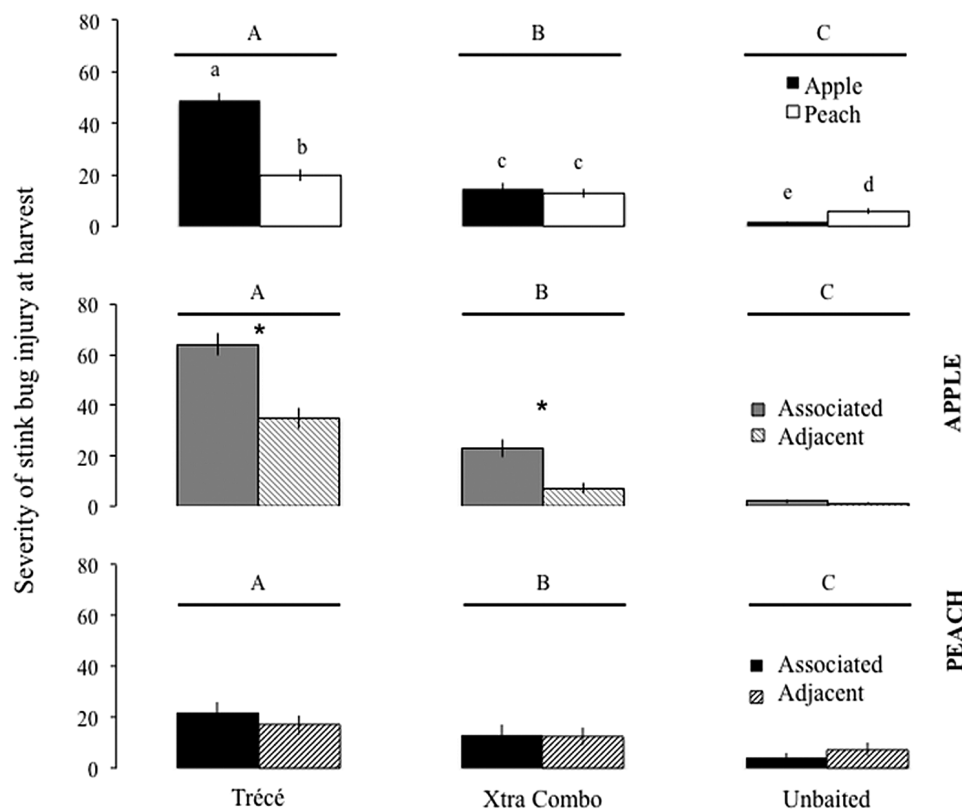 80
60
40
20
0
A
B
C
a
b
c
c
e
d
Apple
Peach
Severity of stink bug injury at harvest
80
60
40
20
0
A
B
C
*
*
Associated
Adjacent
APPLE
80
60
40
20
0
A
B
C
Associated
Adjacent
PEACH
Trécé
Xtra Combo
Unbaited